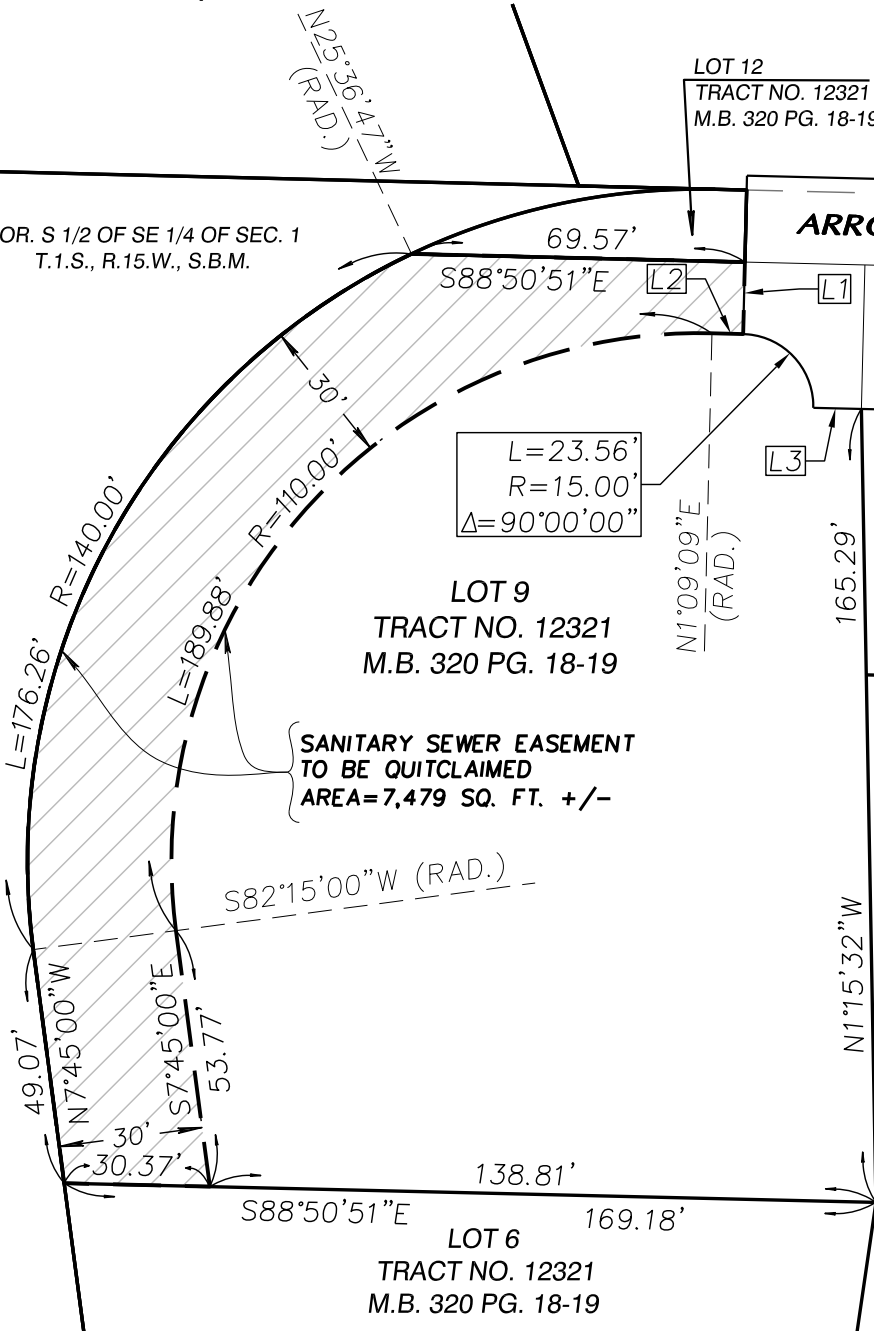 N25°36'47"W
(RAD.)
LOT 12
TRACT NO. 12321
M.B. 320 PG. 18-19
OR. S 1/2 OF SE 1/4 OF SEC. 1
T.1.S., R.15.W., S.B.M.
69.57'
S88°50'51"E
L2
L1
ARRO
30'
L=23.56'
R=15.00'
Δ=90°00'00"
L3
R=140.00'
R=110.00'
N1°09'09"E
(RAD.)
165.29'
LOT 9
TRACT NO. 12321
M.B. 320 PG. 18-19
L=176.26'
L=189.88'
SANITARY SEWER EASEMENT
TO BE QUITCLAIMED
AREA=7,479 SQ. FT. +/-
S82°15'00"W (RAD.)
N1°15'32"W
49.07'
N7°45'00"W
S7°45'00"E
53.77'
30'
30.37'
138.81'
S88°50'51"E
169.18'
LOT 6
TRACT NO. 12321
M.B. 320 PG. 18-19